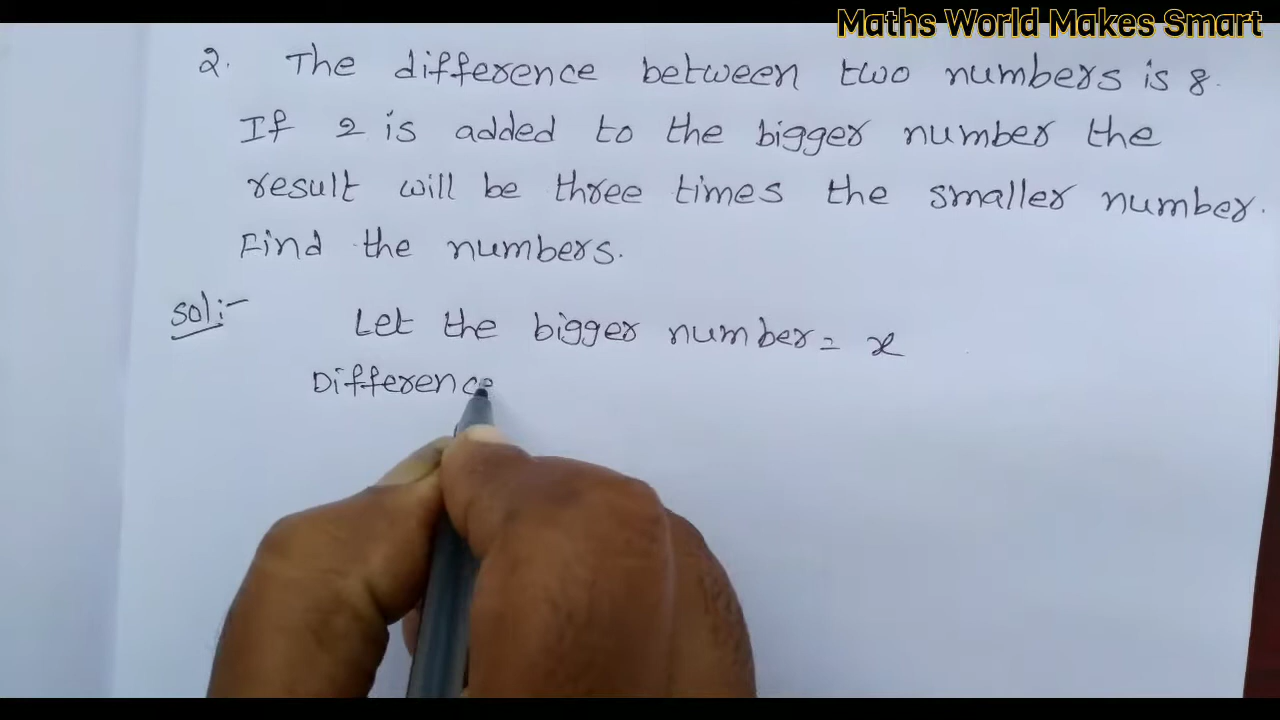 Maths World Makes Smart
2. The difference between two numbers is 8.
If 2 is added to the bigger number the
result will be three times the smaller number.
Find the numbers.
Sol:-
Let the bigger number = x
Difference